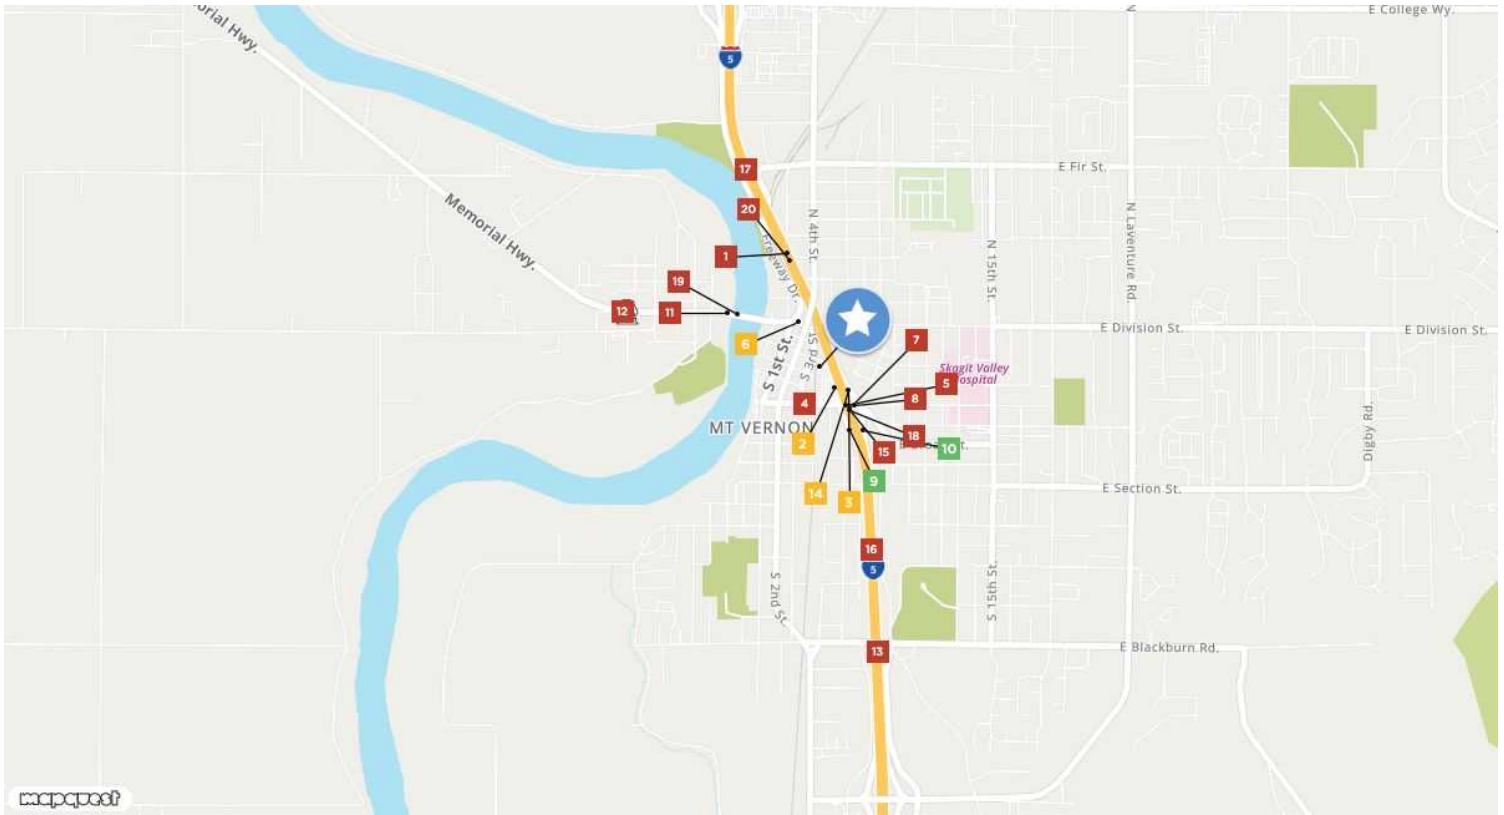 E College Wy.
orial Hwy.
N
N
5
17
E Fir St.
20
Memorial Hwy.
N 4th St.
N Laventure Rd.
Freeway Dr.
N 15th St.
1
19
12
11
6
E Division St.
E Division St.
S 1st St.
S 3rd St.
7
Skagit Valley
Hospital
5
8
4
MT VERNON
2
18
10
15
Digby Rd.
14
9
3
E Section St.
16
5
S 2nd St.
S 15th St.
13
E Blackburn Rd.
mapquest